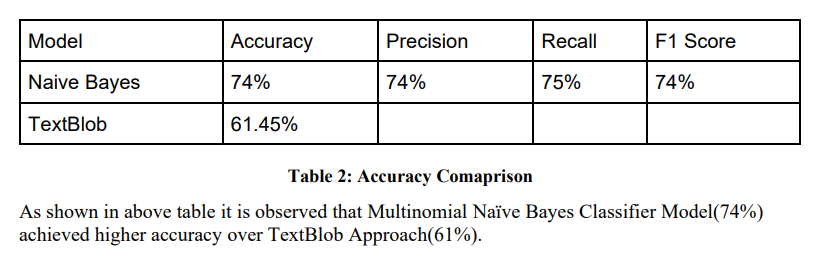 Model Accuracy Precision Recall F1 Score
Naive Bayes 74% 74% 75% 74%
TextBlob 61.45%
Table 2: Accuracy Comaprison
As shown in above table it is observed that Multinomial Naïve Bayes Classifier Model(74%)
achieved higher accuracy over TextBlob Approach(61%).